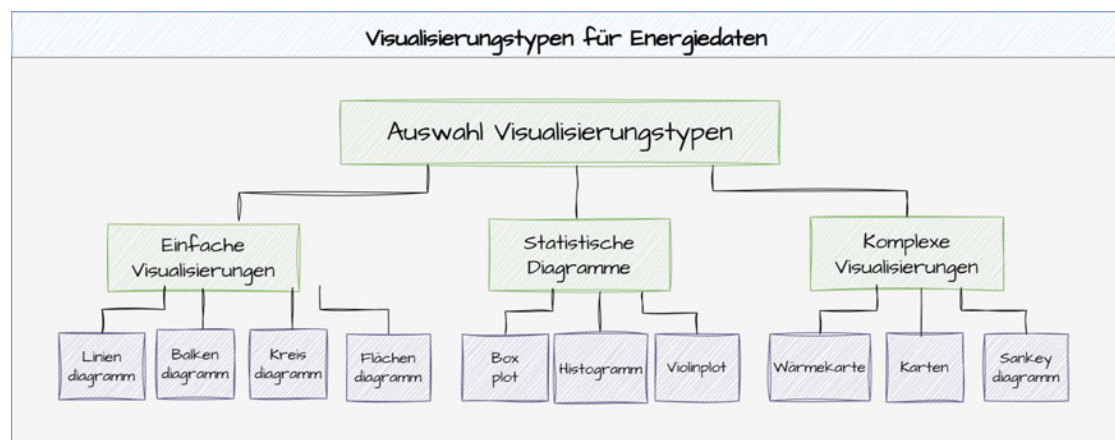 Visualisierungstypen für Energiedaten
Auswahl Visualisierungstypen
Einfache
Visualisierungen
Statistische
Diagramme
Komplexe
Visualisierungen
Linien
diagramm
Balken
diagramm
Kreis
diagramm
Flächen
diagramm
Box
plot
Histogramm
Violinplot
Wärmekarte
Karten
Sankey
diagramm